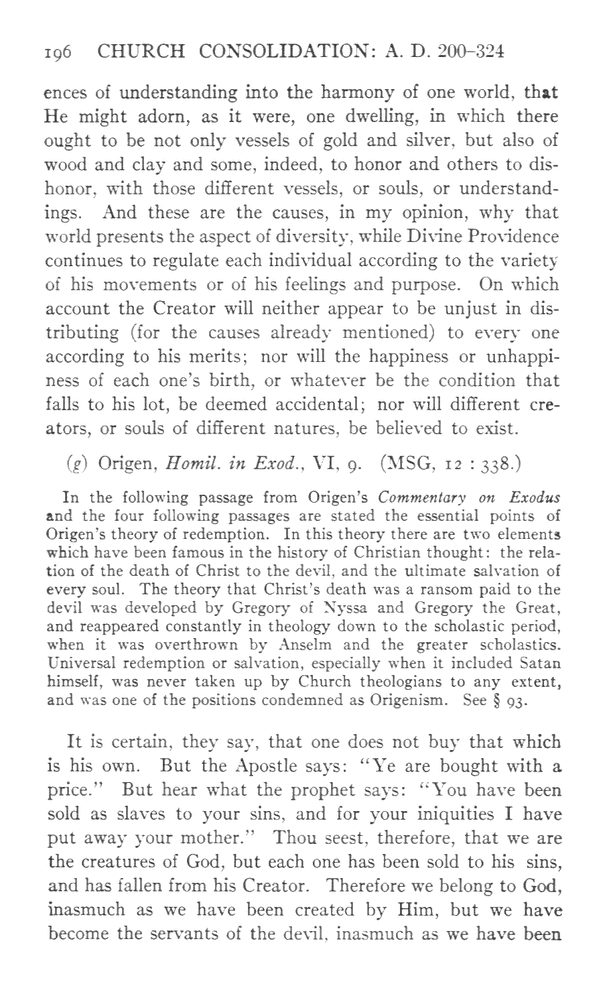 196 CHURCH CONSOLIDATION: A. D. 200–324
ences of understanding into the harmony of one world, that
He might adorn, as it were, one dwelling, in which there
ought to be not only vessels of gold and silver, but also of
wood and clay and some, indeed, to honor and others to dis-
honor, with those different vessels, or souls, or understand-
ings. And these are the causes, in my opinion, why that
world presents the aspect of diversity, while Divine Providence
continues to regulate each individual according to the variety
of his movements or of his feelings and purpose. On which
account the Creator will neither appear to be unjust in dis-
tributing (for the causes already mentioned) to every one
according to his merits; nor will the happiness or unhappi-
ness of each one's birth, or whatever be the condition that
falls to his lot, be deemed accidental; nor will different cre-
ators, or souls of different natures, be believed to exist.
(g) Origen, Homil. in Exod., VI, 9. (MSG, 12 : 338.)
In the following passage from Origen's Commentary on Exodus
and the four following passages are stated the essential points of
Origen's theory of redemption. In this theory there are two elements
which have been famous in the history of Christian thought: the rela-
tion of the death of Christ to the devil, and the ultimate salvation of
every soul. The theory that Christ's death was a ransom paid to the
devil was developed by Gregory of Nyssa and Gregory the Great,
and reappeared constantly in theology down to the scholastic period,
when it was overthrown by Anselm and the greater scholastics.
Universal redemption or salvation, especially when it included Satan
himself, was never taken up by Church theologians to any extent,
and was one of the positions condemned as Origenism. See § 93.
It is certain, they say, that one does not buy that which
is his own. But the Apostle says: "Ye are bought with a
price." But hear what the prophet says: "You have been
sold as slaves to your sins, and for your iniquities I have
put away your mother." Thou seest, therefore, that we are
the creatures of God, but each one has been sold to his sins,
and has fallen from his Creator. Therefore we belong to God,
inasmuch as we have been created by Him, but we have
become the servants of the devil, inasmuch as we have been